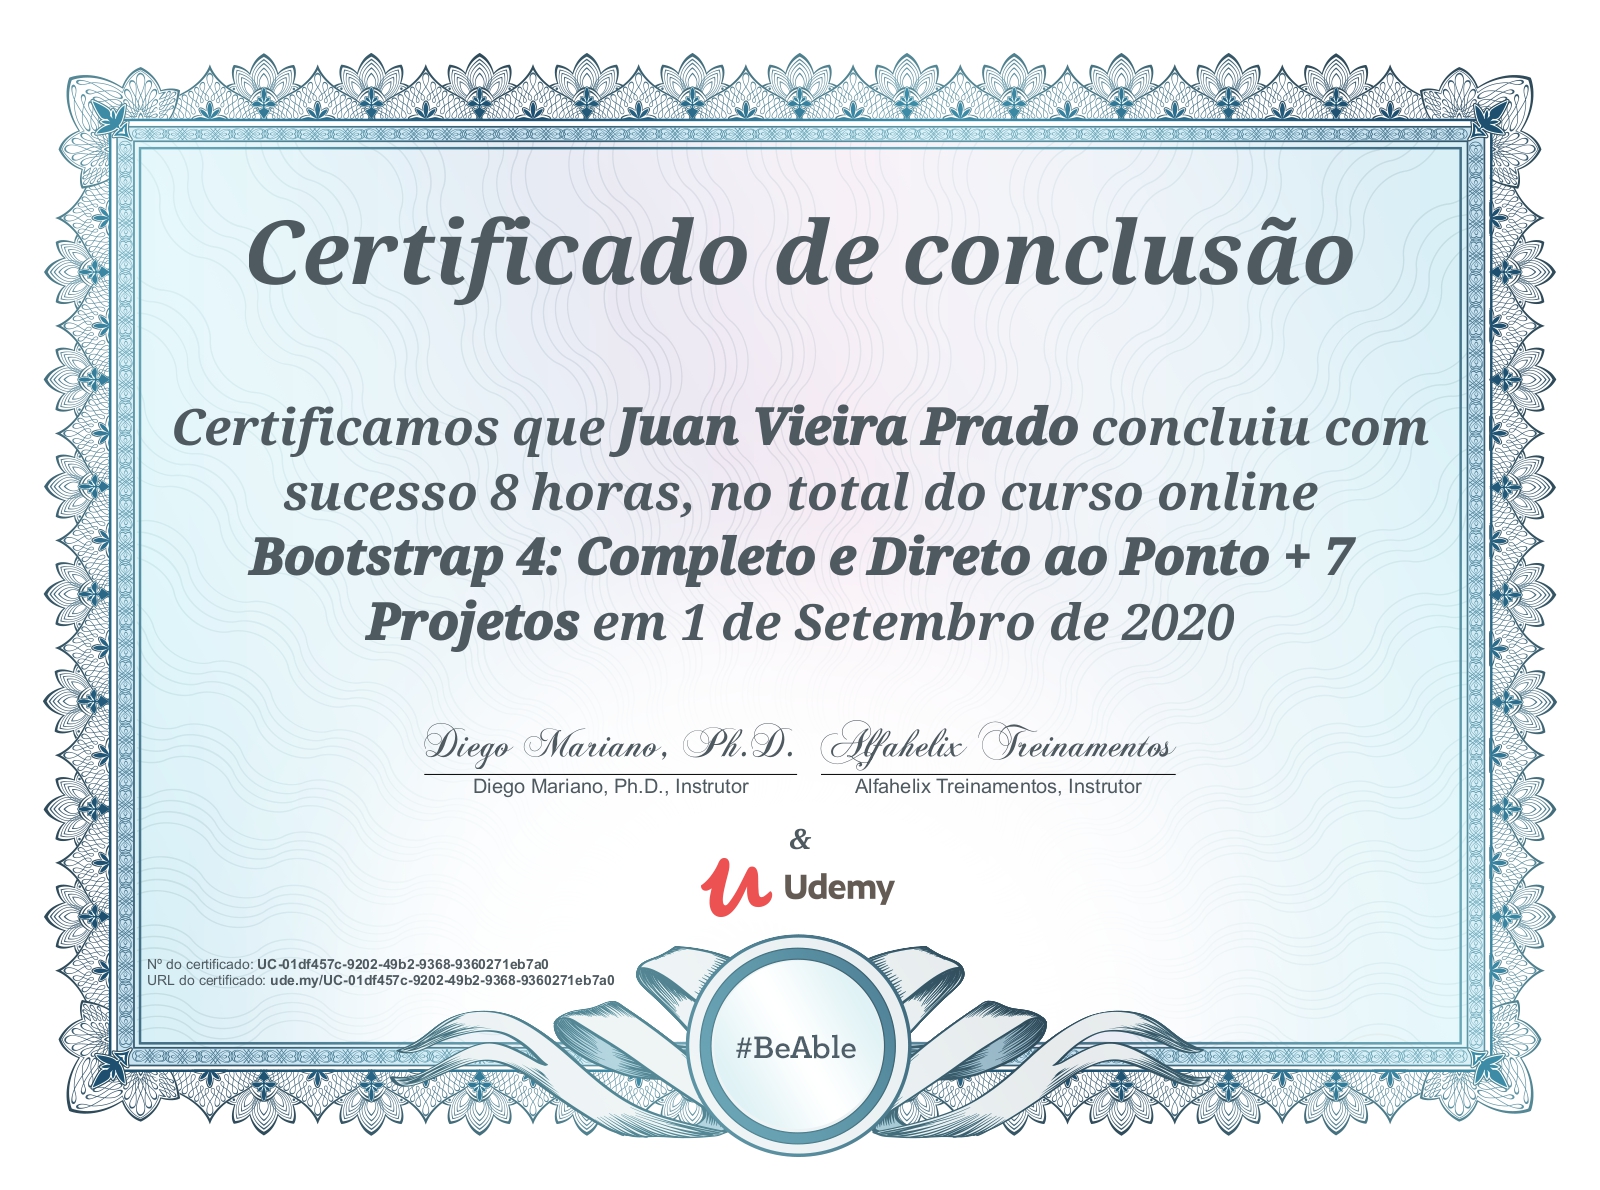 Certificado de conclusão
Certificamos que Juan Vieira Prado concluiu com
sucesso 8 horas, no total do curso online
Bootstrap 4: Completo e Direto ao Ponto + 7
Projetos em 1 de Setembro de 2020
Diego Mariano, Ph.D. Alfahelix Treinamentos
Diego Mariano, Ph.D., Instrutor Alfahelix Treinamentos, Instrutor
&
Udemy
Nº do certificado: UC-01df457c-9202-49b2-9368-9360271eb7a0
URL do certificado: ude.my/UC-01df457c-9202-49b2-9368-9360271eb7a0
#BeAble